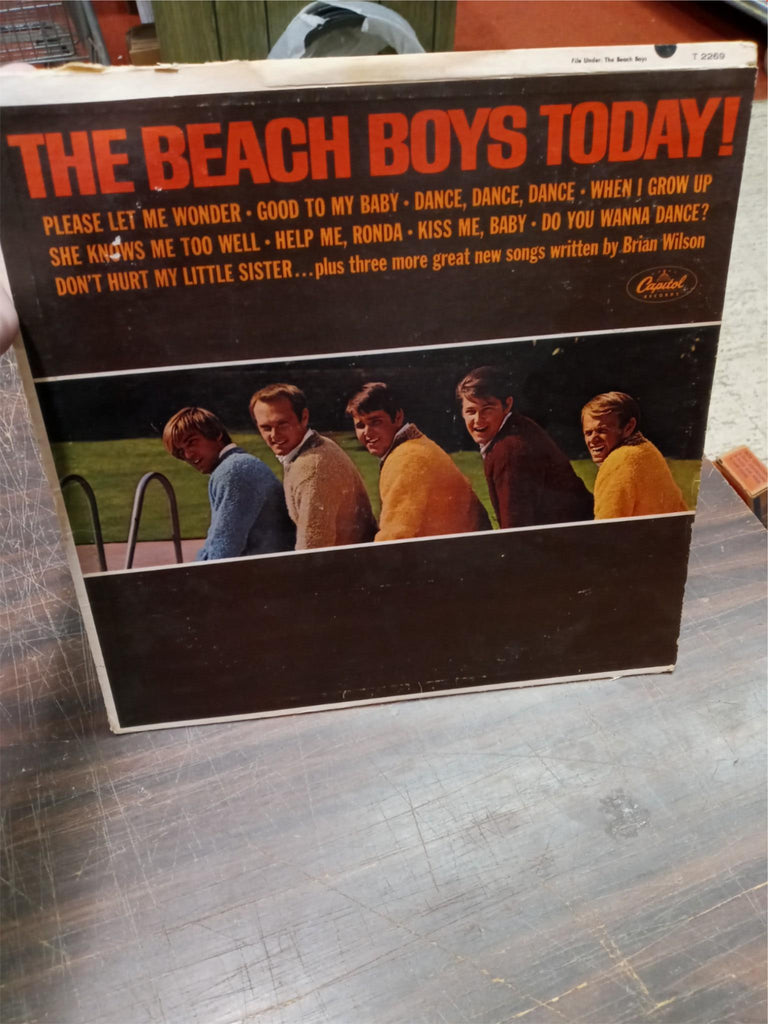 File Under: The Beach Boys T 2269
THE BEACH BOYS TODAY!
PLEASE LET ME WONDER · GOOD TO MY BABY · DANCE, DANCE, DANCE · WHEN I GROW UP
SHE KNOWS ME TOO WELL · HELP ME, RONDA · KISS ME, BABY · DO YOU WANNA DANCE?
DON'T HURT MY LITTLE SISTER...plus three more great new songs written by Brian Wilson
Capitol
RECORDS